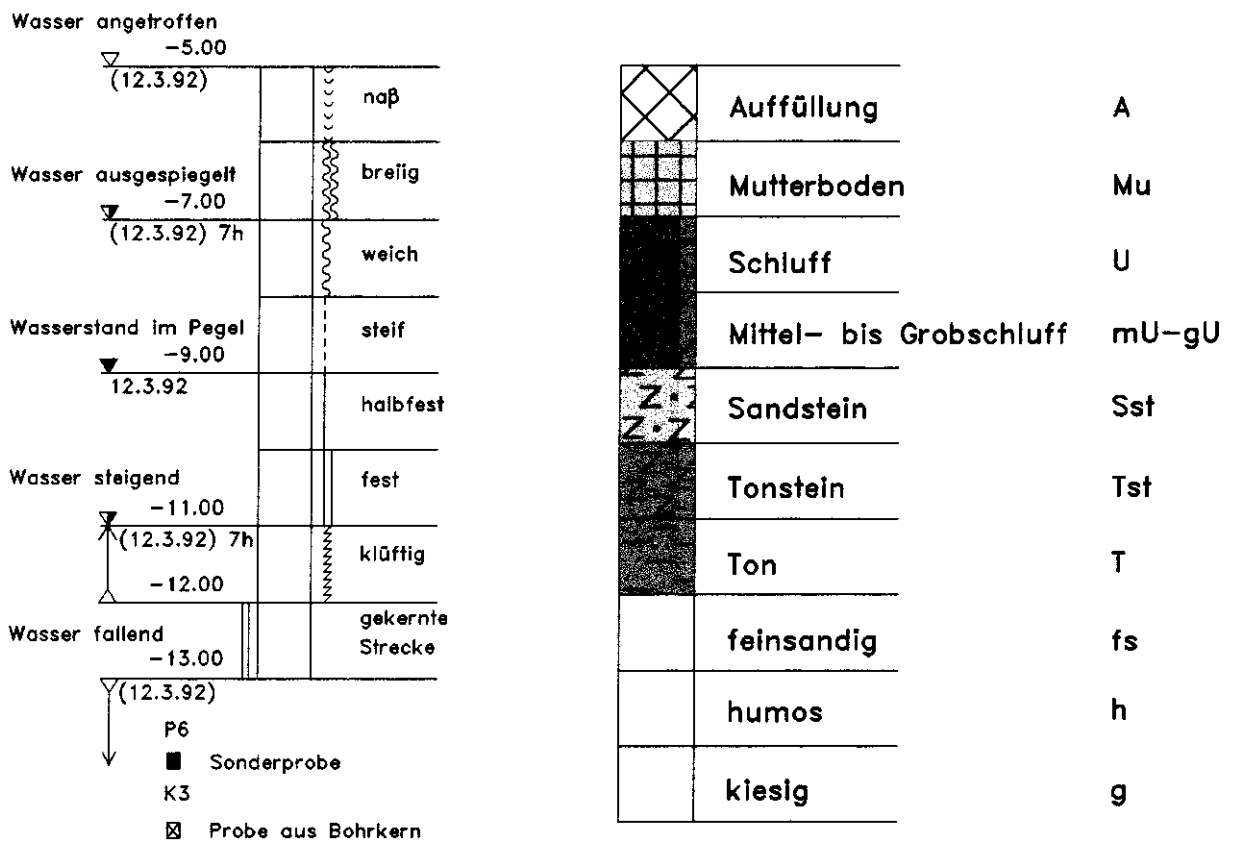 Wasser angetroffen
-5.00
(12.3.92)
naß
breiig
Wasser ausgespiegelt
-7.00
(12.3.92) 7h
weich
steif
Wasserstand im Pegel
-9.00
12.3.92
halbfest
fest
Wasser steigend
-11.00
(12.3.92) 7h
klüftig
-12.00
gekernte
Strecke
Wasser fallend
-13.00
(12.3.92)
P6
Sonderprobe
K3
Probe aus Bohrkern
Auffüllung A
Mutterboden Mu
Schluff U
Mittel- bis Grobschluff mU-gU
Z Z
Z·Z
Z·Z
Sandstein Sst
Tonstein Tst
Ton T
feinsandig fs
humos h
kiesig g